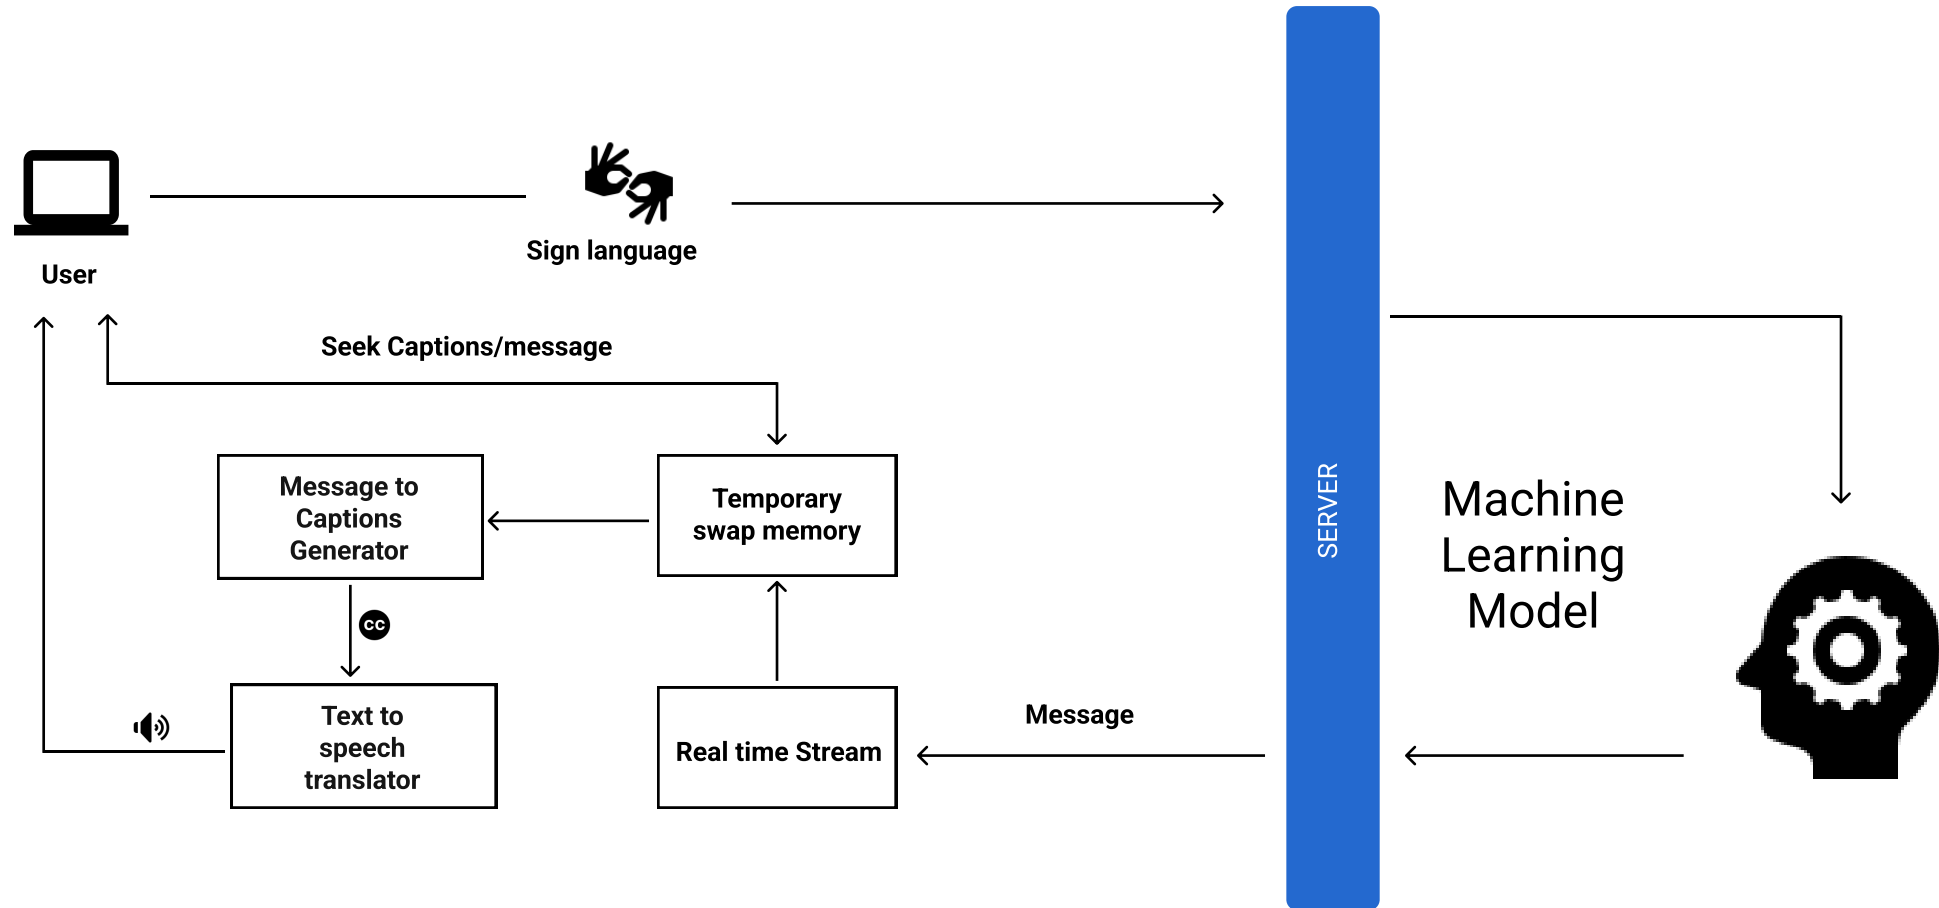 Sign language
User
Seek Captions/message
Message to
Captions
Generator
Temporary
swap memory
SERVER
Machine
Learning
Model
CC
Text to
speech
translator
Real time Stream
Message